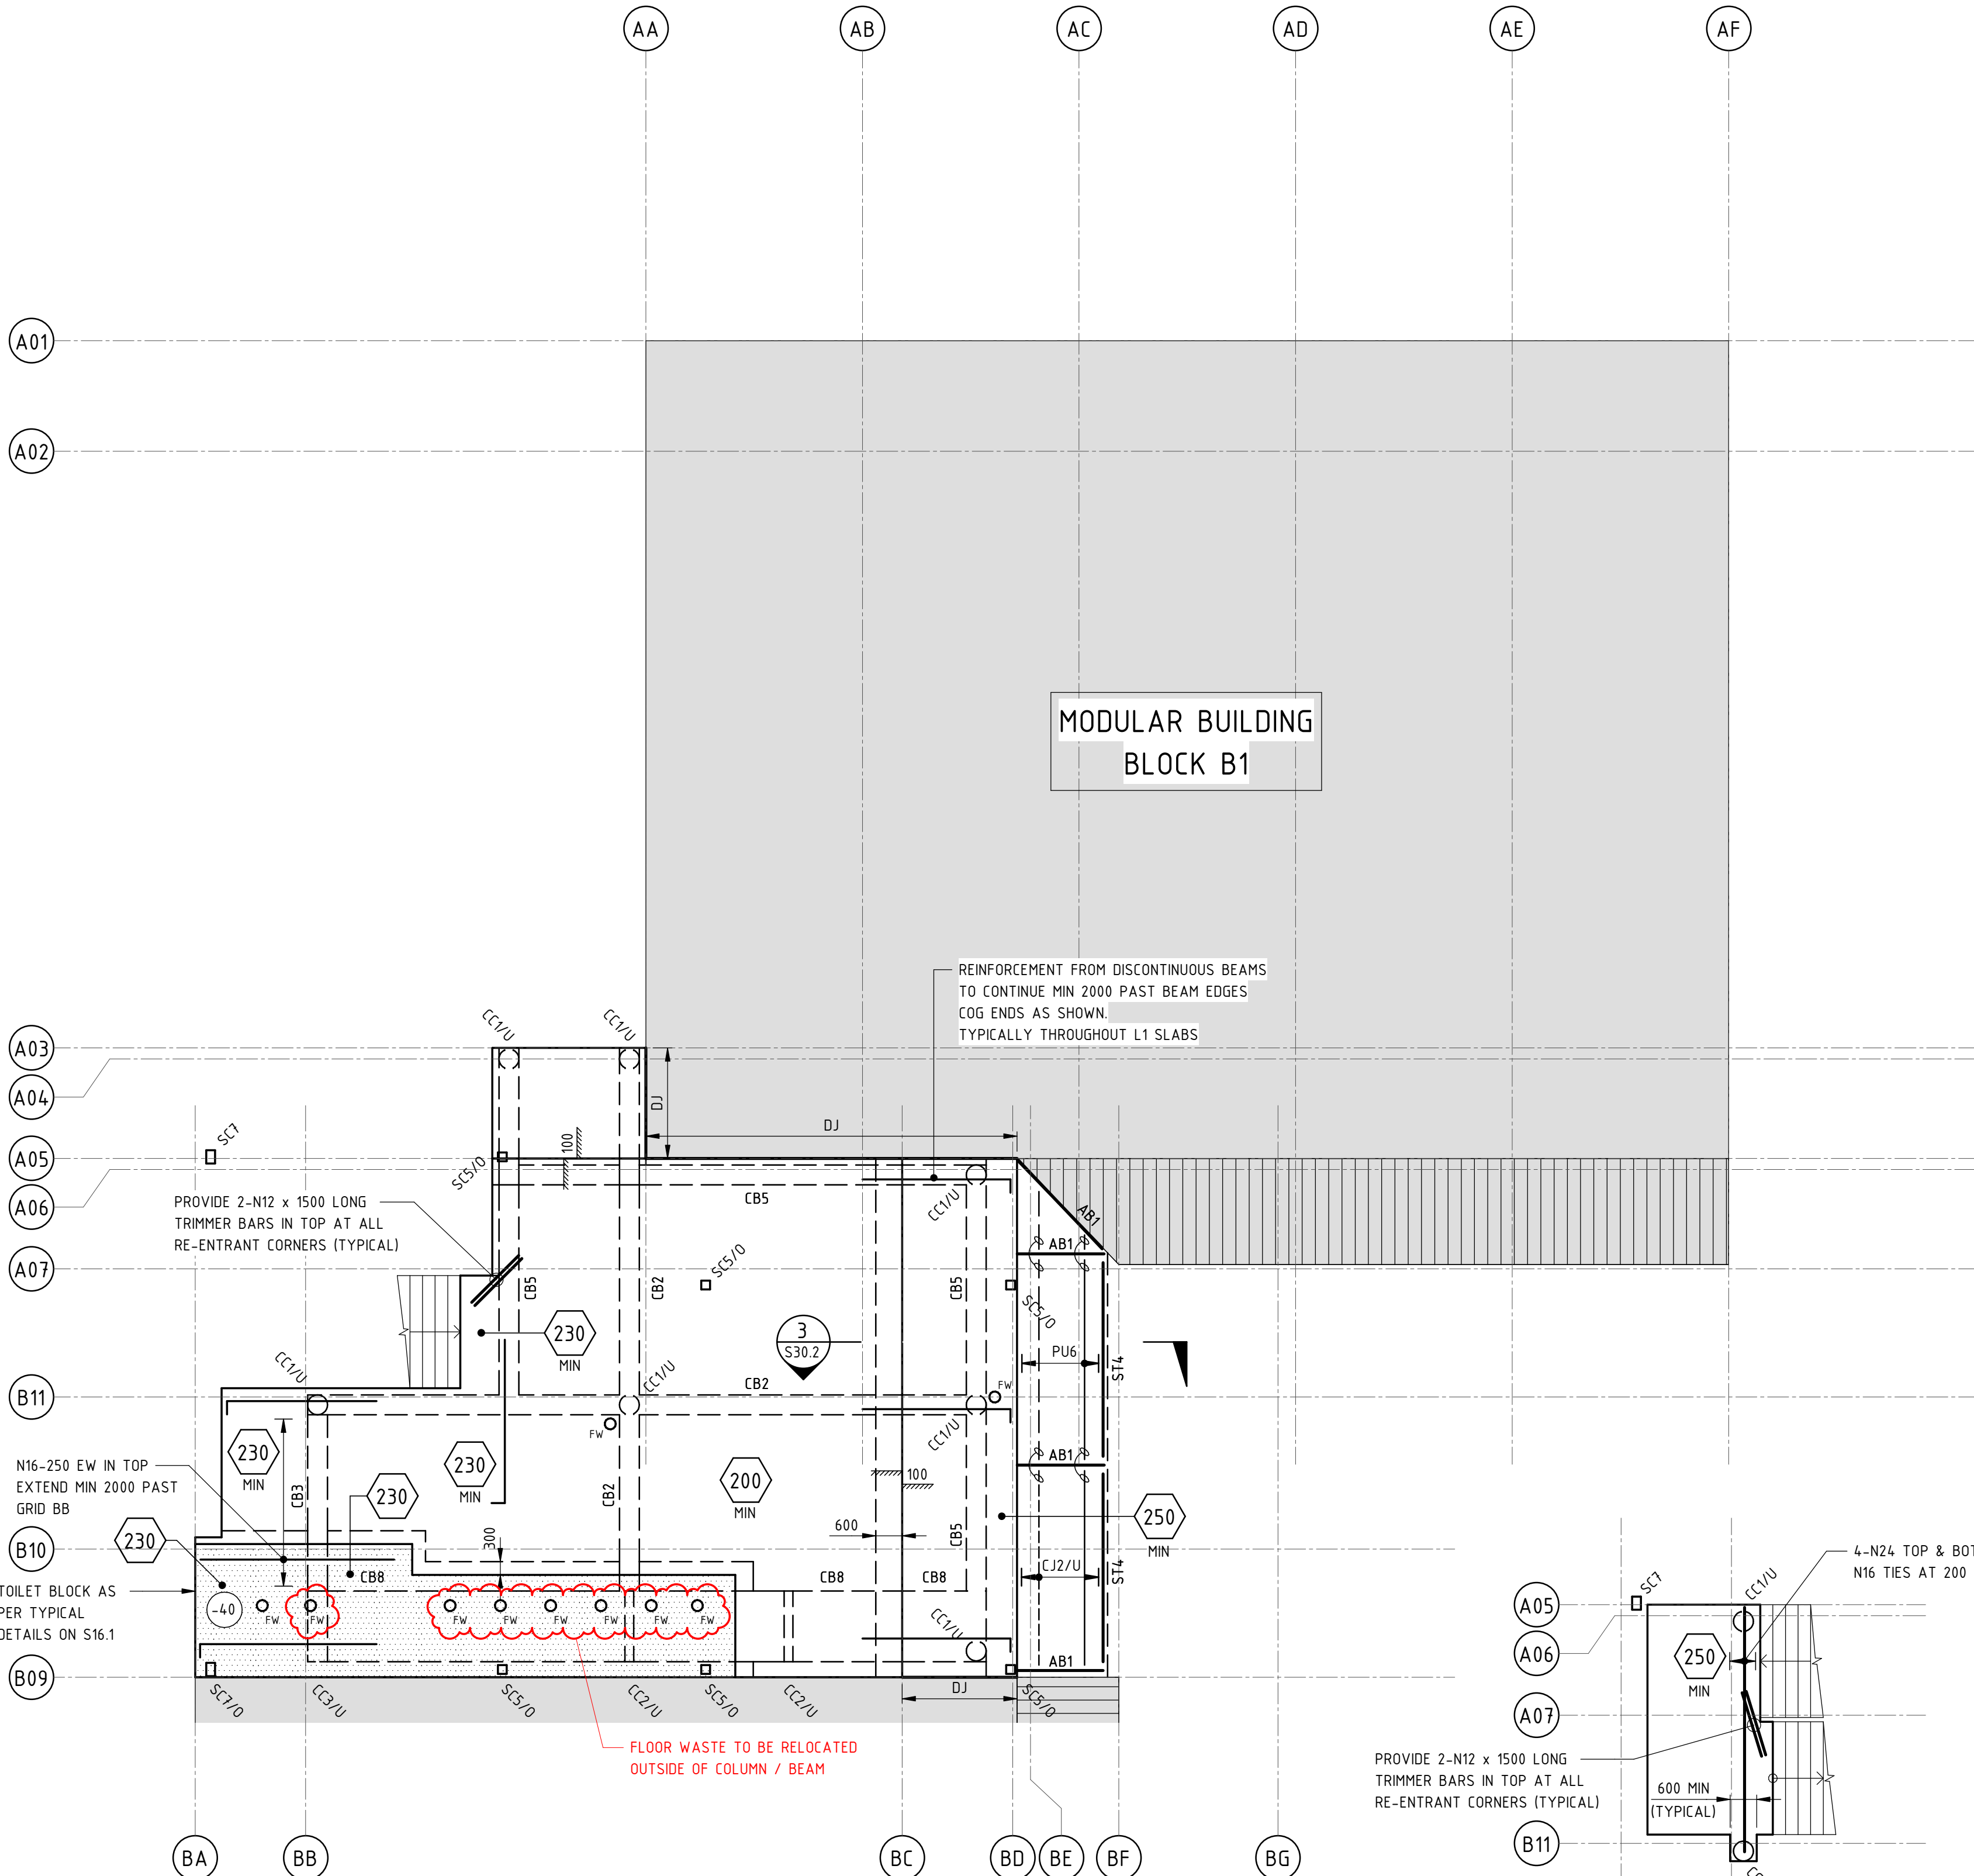 AA
AB
AC
AD
AE
AF
A01
A02
MODULAR BUILDING
BLOCK B1
REINFORCEMENT FROM DISCONTINUOUS BEAMS
TO CONTINUE MIN 2000 PAST BEAM EDGES
COG ENDS AS SHOWN.
TYPICALLY THROUGHOUT L1 SLABS
CC1/U
CC1/U
A03
A04
DJ
DJ
SC7
100
A05
SC5/O
A06
CB5
CC1/U
AB1
PROVIDE 2-N12 x 1500 LONG
TRIMMER BARS IN TOP AT ALL
RE-ENTRANT CORNERS (TYPICAL)
AB1
A07
SC5/O
CB5
CB2
CB5
SC5/O
230
MIN
3
S30.2
PU6
ST4
CC1/U
CC1/U
CB2
FW
B11
FW
CC1/U
230
MIN
230
MIN
200
MIN
100
AB1
N16-250 EW IN TOP
EXTEND MIN 2000 PAST
GRID BB
CB3
230
CB2
600
CB5
250
MIN
230
B10
300
TOILET BLOCK AS
PER TYPICAL
DETAILS ON S16.1
CB8
CB8
CB8
CJ2/U
ST4
-40
FW
FW
FW
FW
FW
FW
FW
FW
CC1/U
AB1
B09
SC7/O
CC3/U
SC5/O
CC2/U
SC5/O
CC2/U
DJ
SC5/O
FLOOR WASTE TO BE RELOCATED
OUTSIDE OF COLUMN / BEAM
BA
BB
BC
BD
BE
BF
BG
4-N24 TOP & BOT
N16 TIES AT 200
SC7
CC1/U
A05
A06
250
MIN
A07
PROVIDE 2-N12 x 1500 LONG
TRIMMER BARS IN TOP AT ALL
RE-ENTRANT CORNERS (TYPICAL)
600 MIN
(TYPICAL)
B11